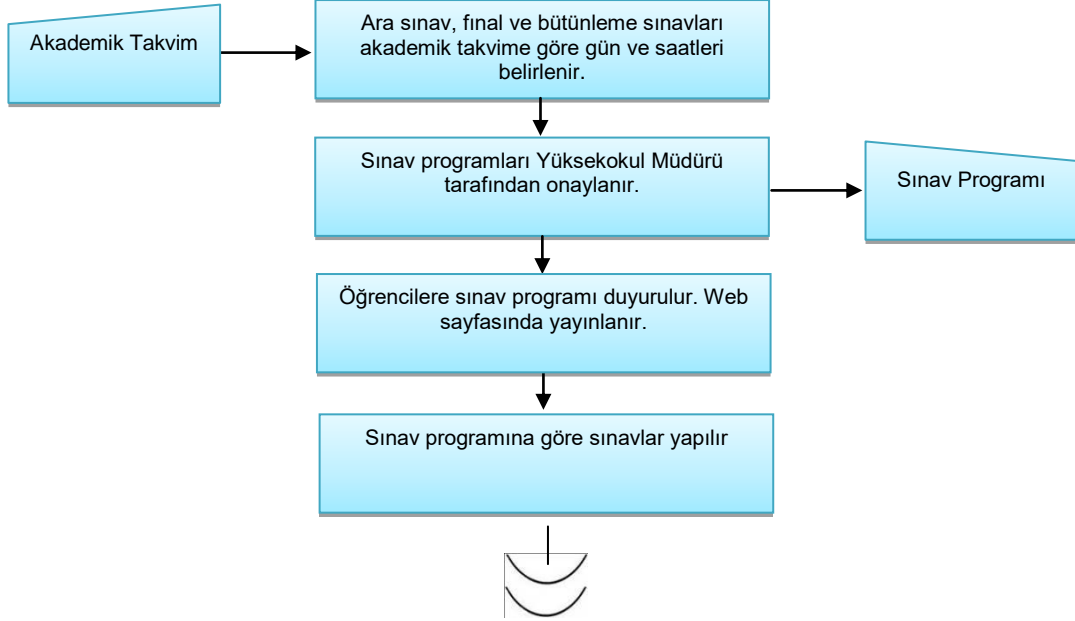 Akademik Takvim
Ara sınav, fınal ve bütünleme sınavları
akademik takvime göre gün ve saatleri
belirlenir.
Sınav programları Yüksekokul Müdürü
tarafından onaylanır.
Sınav Programı
Öğrencilere sınav programı duyurulur. Web
sayfasında yayınlanır.
Sınav programına göre sınavlar yapılır